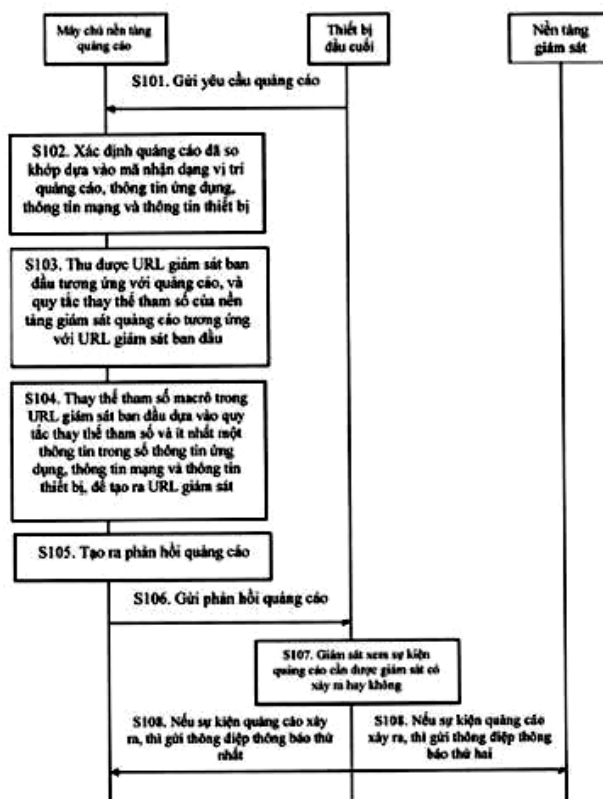 Máy chủ nền tảng
quảng cáo
Thiết bị
đầu cuối
Nền tảng
giám sát
S101. Gửi yêu cầu quảng cáo
S102. Xác định quảng cáo đã so
khớp dựa vào mã nhận dạng vị trí
quảng cáo, thông tin ứng dụng,
thông tin mạng và thông tin thiết bị
S103. Thu được URL giám sát ban
đầu tương ứng với quảng cáo, và
quy tắc thay thế tham số của nền
tảng giám sát quảng cáo tương ứng
với URL giám sát ban đầu
S104. Thay thế tham số macrô trong
URL giám sát ban đầu dựa vào quy
tắc thay thế tham số và ít nhất một
thông tin trong số thông tin ứng
dụng, thông tin mạng và thông tin
thiết bị, để tạo ra URL giám sát
S105. Tạo ra phản hồi quảng cáo
S106. Gửi phản hồi quảng cáo
S107. Giám sát xem sự kiện
quảng cáo cần được giám sát có
xảy ra hay không
S108. Nếu sự kiện quảng cáo xảy
ra, thì gửi thông điệp thông báo thứ
nhất
S108. Nếu sự kiện quảng cáo
xảy ra, thì gửi thông điệp thông
báo thứ hai